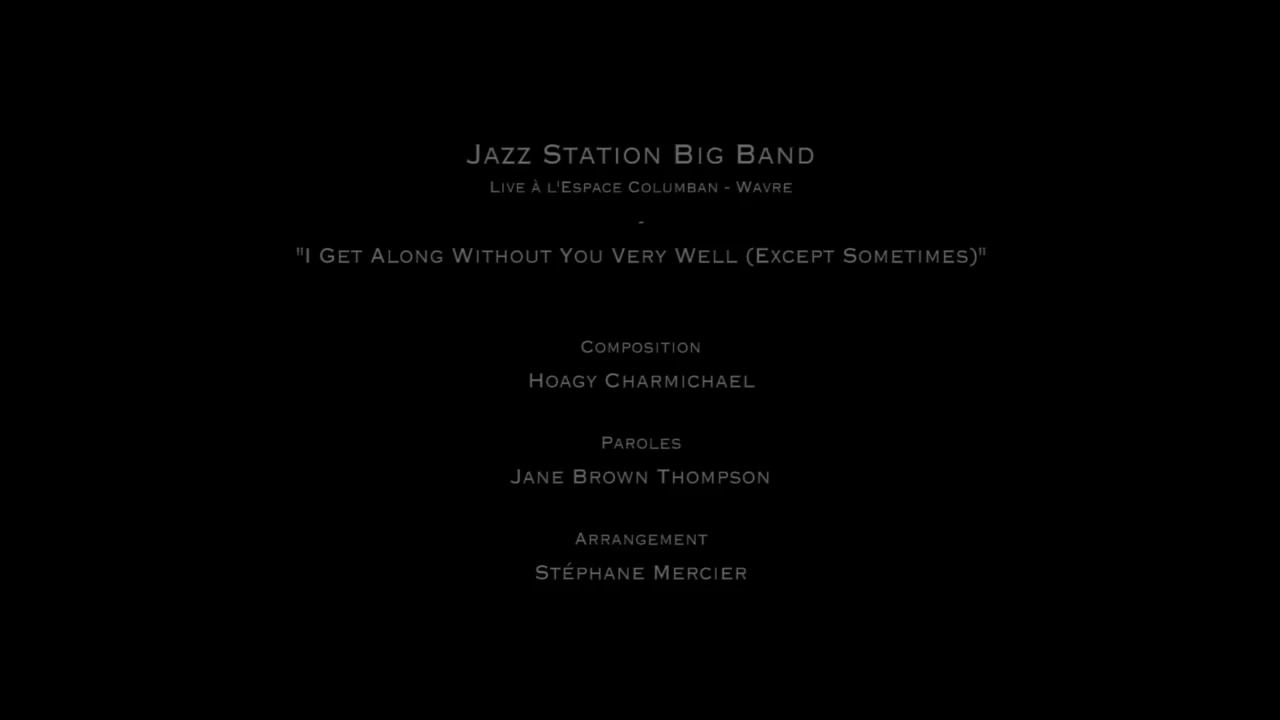 Jazz Station Big Band
Live à l'Espace Columban - Wavre
-
"I Get Along Without You Very Well (Except Sometimes)"
Composition
Hoagy Charmichael
Paroles
Jane Brown Thompson
Arrangement
Stéphane Mercier